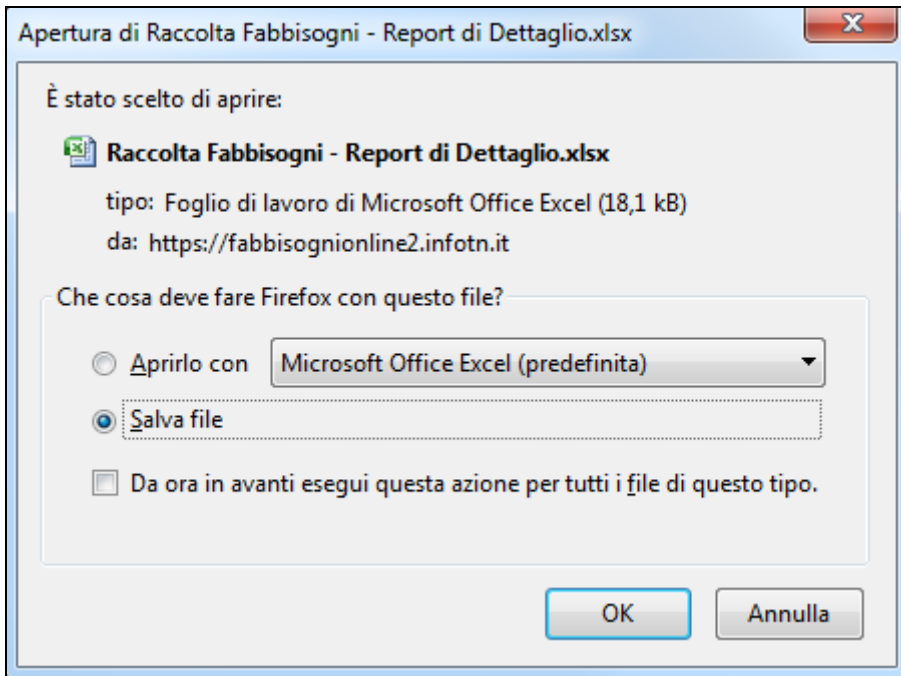 Apertura di Raccolta Fabbisogni - Report di Dettaglio.xlsx
È stato scelto di aprire:
Raccolta Fabbisogni - Report di Dettaglio.xlsx
tipo: Foglio di lavoro di Microsoft Office Excel (18,1 kB)
da: https://fabbisognionline2.infotn.it
Che cosa deve fare Firefox con questo file?
Aprirlo con Microsoft Office Excel (predefinita)
Salva file
Da ora in avanti esegui questa azione per tutti i file di questo tipo.
OK Annulla